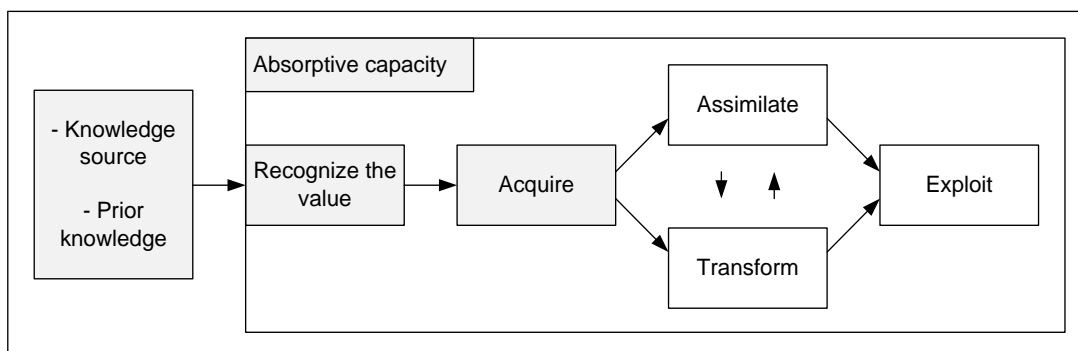 Absorptive capacity
- Knowledge
source
- Prior
knowledge
Recognize the
value
Acquire
Assimilate
Transform
Exploit